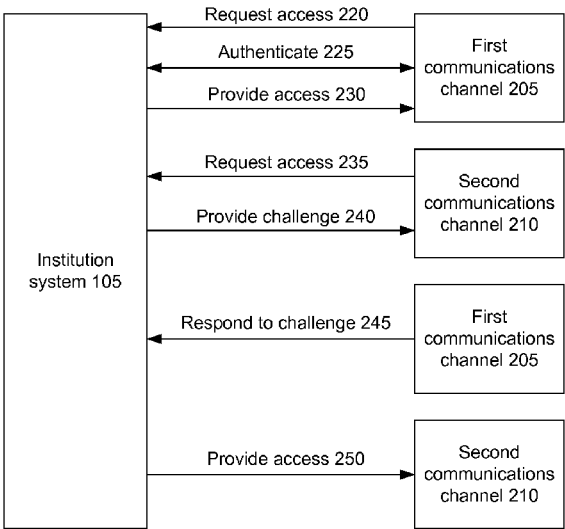 Request access 220
Authenticate 225
Provide access 230
First
communications
channel 205
Request access 235
Provide challenge 240
Second
communications
channel 210
Institution
system 105
Respond to challenge 245
First
communications
channel 205
Provide access 250
Second
communications
channel 210